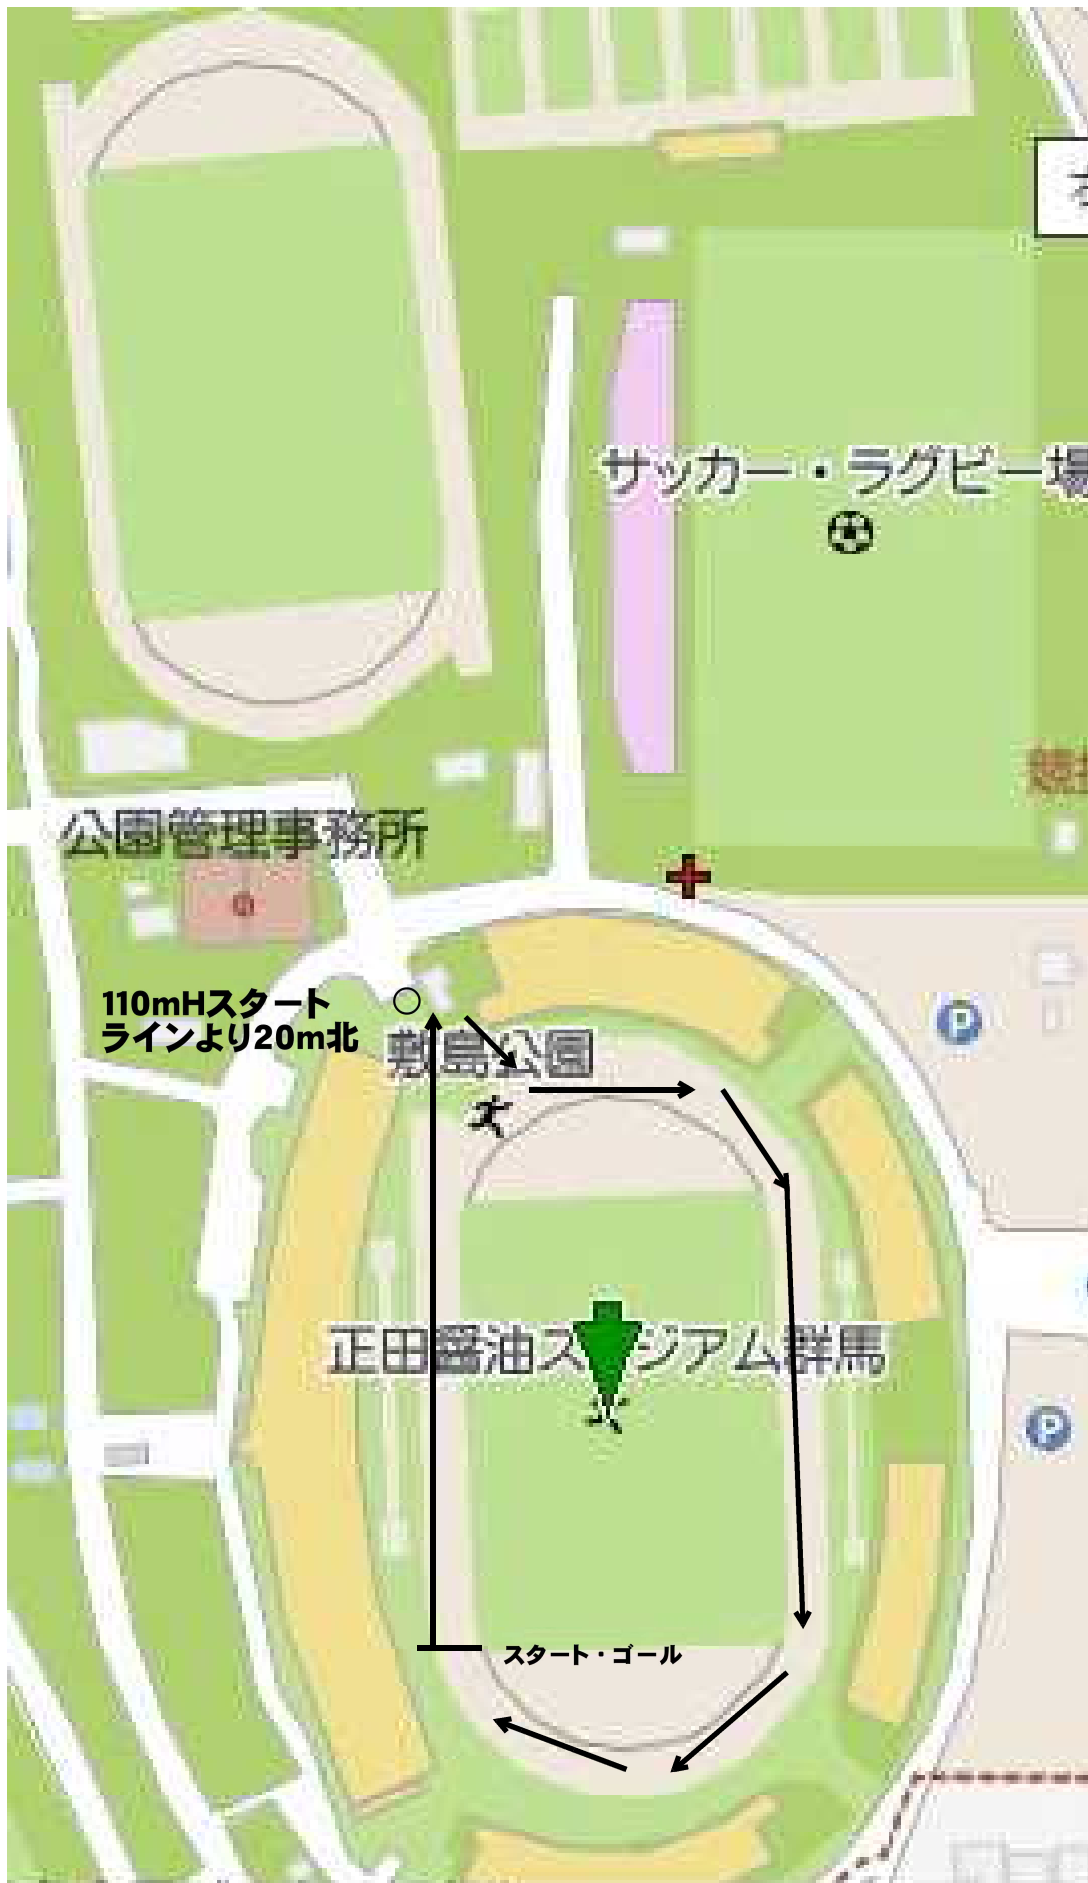 サッカー・ラグビー場
公園管理事務所
110mHスタート
ラインより20m北
敷島公園
P
正田醤油スタジアム群馬
P
スタート・ゴール